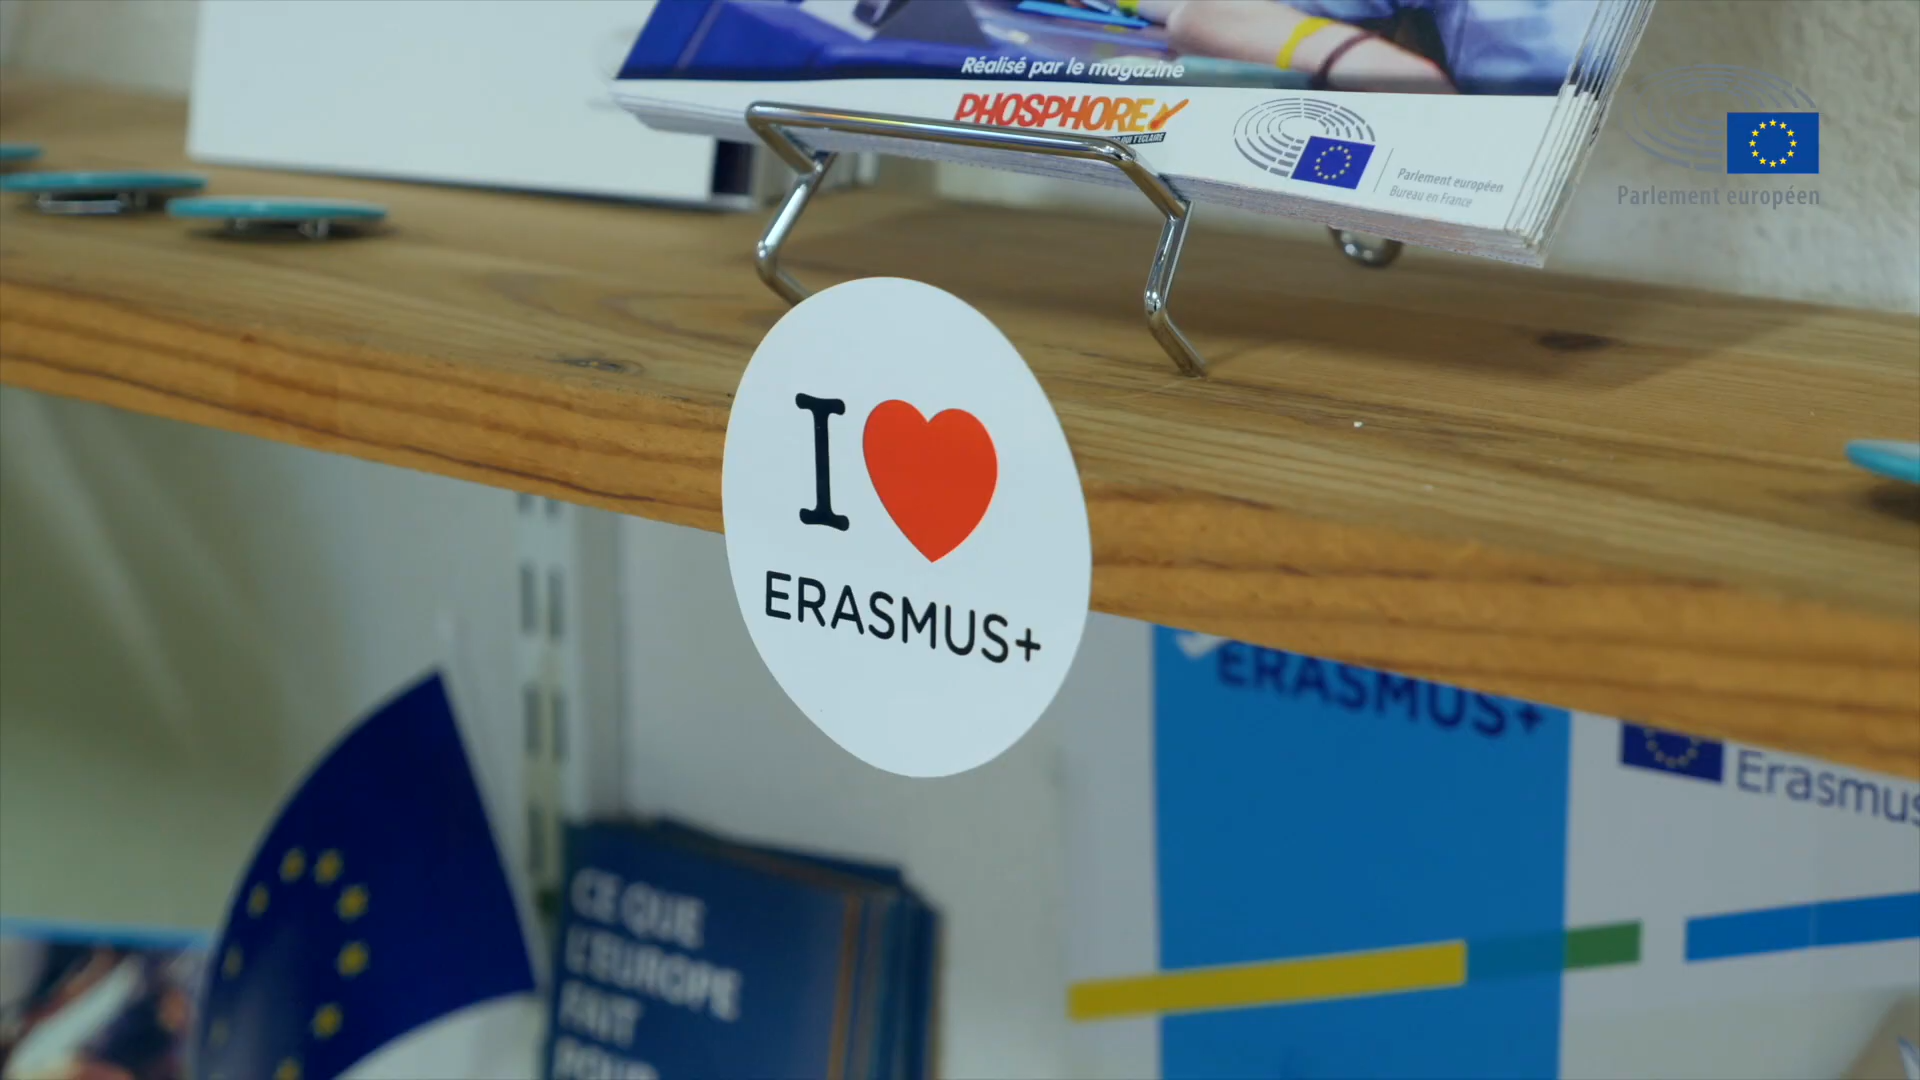 Réalisé par le magazine
PHOSPHORE
Parlement européen
Bureau en France
Parlement européen
I
ERASMUS+
ERASMUS+
Erasmus
CE QUE
L'EUROPE
FAIT
POUR